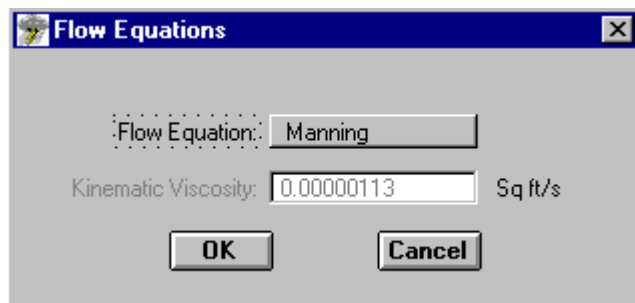 Flow Equations
Flow Equation: Manning
Kinematic Viscosity: 0.00000113 Sq ft/s
OK Cancel